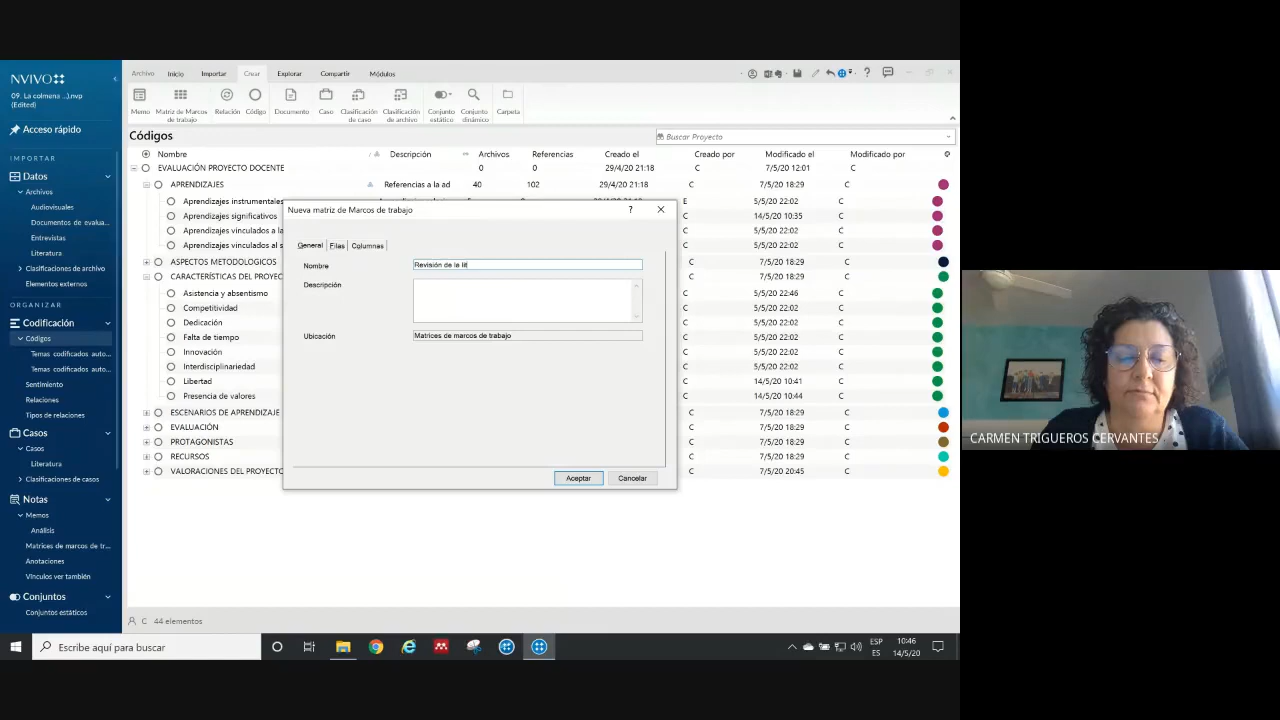 NVIVO
09. La colmena ...).nvp
(Edited)
Acceso rápido
IMPORTAR
Datos
Archivos
Audiovisuales
Documentos de evalua...
Entrevistas
Literatura
Clasificaciones de archivo
Elementos externos
ORGANIZAR
Codificación
Códigos
Temas codificados auto...
Temas codificados auto...
Sentimiento
Relaciones
Tipos de relaciones
Casos
Casos
Literatura
Clasificaciones de casos
Notas
Memos
Análisis
Matrices de marcos de tr...
Anotaciones
Vínculos ver también
Conjuntos
Conjuntos estáticos
Archivo Inicio Importar Crear Explorar Compartir Módulos
Memo Matriz de Marcos de trabajo Relación Código Documento Caso Clasificación de caso Clasificación de archivo Conjunto estático Conjunto dinámico Carpeta
Códigos
Buscar Proyecto
Nombre Descripción Archivos Referencias Creado el Creado por Modificado el Modificado por
EVALUACIÓN PROYECTO DOCENTE 0 0 29/4/20 21:18 C 7/5/20 12:01 C
APRENDIZAJES Referencias a la ad 40 102 29/4/20 21:18 C 7/5/20 18:29 C
Aprendizajes instrumentales E 5/5/20 22:02 C
Aprendizajes significativos C 14/5/20 10:35 C
Aprendizajes vinculados a la C 5/5/20 22:02 C
Aprendizajes vinculados al s C 5/5/20 22:02 C
ASPECTOS METODOLOGICOS C 7/5/20 18:29 C
CARACTERÍSTICAS DEL PROYEC C 7/5/20 18:29 C
Asistencia y absentismo C 5/5/20 22:46 C
Competitividad C 5/5/20 22:02 C
Dedicación C 5/5/20 22:02 C
Falta de tiempo C 5/5/20 22:02 C
Innovación C 5/5/20 22:02 C
Interdisciplinariedad C 5/5/20 22:02 C
Libertad C 14/5/20 10:41 C
Presencia de valores C 14/5/20 10:44 C
ESCENARIOS DE APRENDIZAJE C 7/5/20 18:29 C
EVALUACIÓN C 7/5/20 18:29 C
PROTAGONISTAS C 7/5/20 18:29 C
RECURSOS C 7/5/20 18:29 C
VALORACIONES DEL PROYECTO C 7/5/20 20:45 C
Nueva matriz de Marcos de trabajo
General Filas Columnas
Nombre Revisión de la lit
Descripción
Ubicación Matrices de marcos de trabajo
Aceptar Cancelar
C 44 elementos
Escribe aquí para buscar
ESP
ES
10:46
14/5/20
CARMEN TRIGUEROS CERVANTES